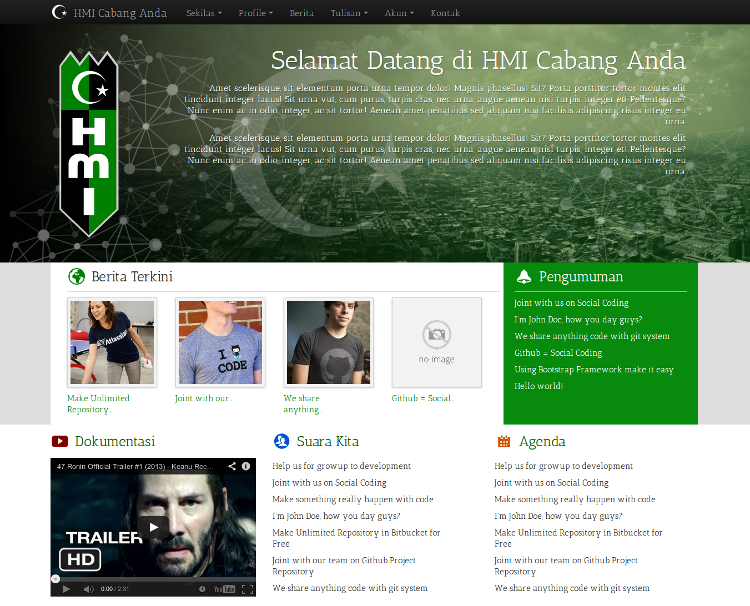 HMI Cabang Anda
Sekilas
Profile
Berita
Tulisan
Akun
Kontak
HMI
Selamat Datang di HMI Cabang Anda
Amet scelerisque, sit elementum porta urna tempor dolor! Magnis phasellus! Sit? Porta porttitor tortor montes elit
tincidunt integer lacus! Sit urna vut, cum purus, turpis cras, nec urna, augue aenean nisi turpis, integer et! Pellentesque?
Nunc enim ac in odio, integer, ac sit tortor! Aenean amet penatibus sed aliquam nisi facilisis adipiscing risus integer eu
urna.
Amet scelerisque, sit elementum porta urna tempor dolor! Magnis phasellus! Sit? Porta porttitor tortor montes elit
tincidunt integer lacus! Sit urna vut, cum purus, turpis cras, nec urna, augue aenean nisi turpis, integer et! Pellentesque?
Nunc enim ac in odio, integer, ac sit tortor! Aenean amet penatibus sed aliquam nisi facilisis adipiscing risus integer eu
urna.
Berita Terkini
Atlassian
I CODE
no-image
Make Unlimited
Repository..
Joint with our..
We share
anything..
Github = Social..
Pengumuman
Joint with us on Social Coding
I'm John Doe, how you day guys?
We share anything code with git system
Github = Social Coding
Using Bootstrap Framework make it easy
Hello world!
Dokumentasi
47 Ronin Official Trailer #1 (2013) - Keanu Ree...
TRAILER
HD
0:00 / 2:31
YouTube
Suara Kita
Help us for growup to development
Joint with us on Social Coding
Make something really happen with code
I'm John Doe, how you day guys?
Make Unlimited Repository in Bitbucket for
Free
Joint with our team on Github Project
Repository
We share anything code with git system
Agenda
Help us for growup to development
Joint with us on Social Coding
Make something really happen with code
I'm John Doe, how you day guys?
Make Unlimited Repository in Bitbucket for
Free
Joint with our team on Github Project
Repository
We share anything code with git system